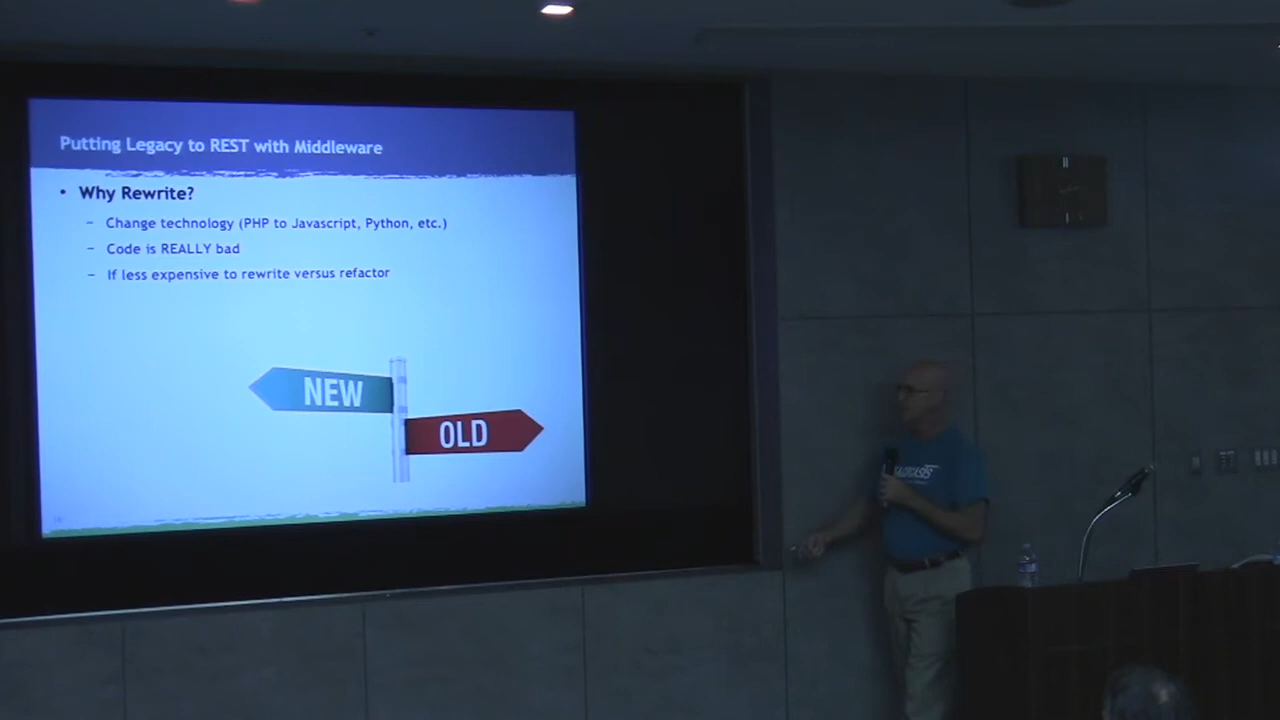 Putting Legacy to REST with Middleware
• Why Rewrite?
– Change technology (PHP to Javascript, Python, etc.)
– Code is REALLY bad
– If less expensive to rewrite versus refactor
NEW
OLD